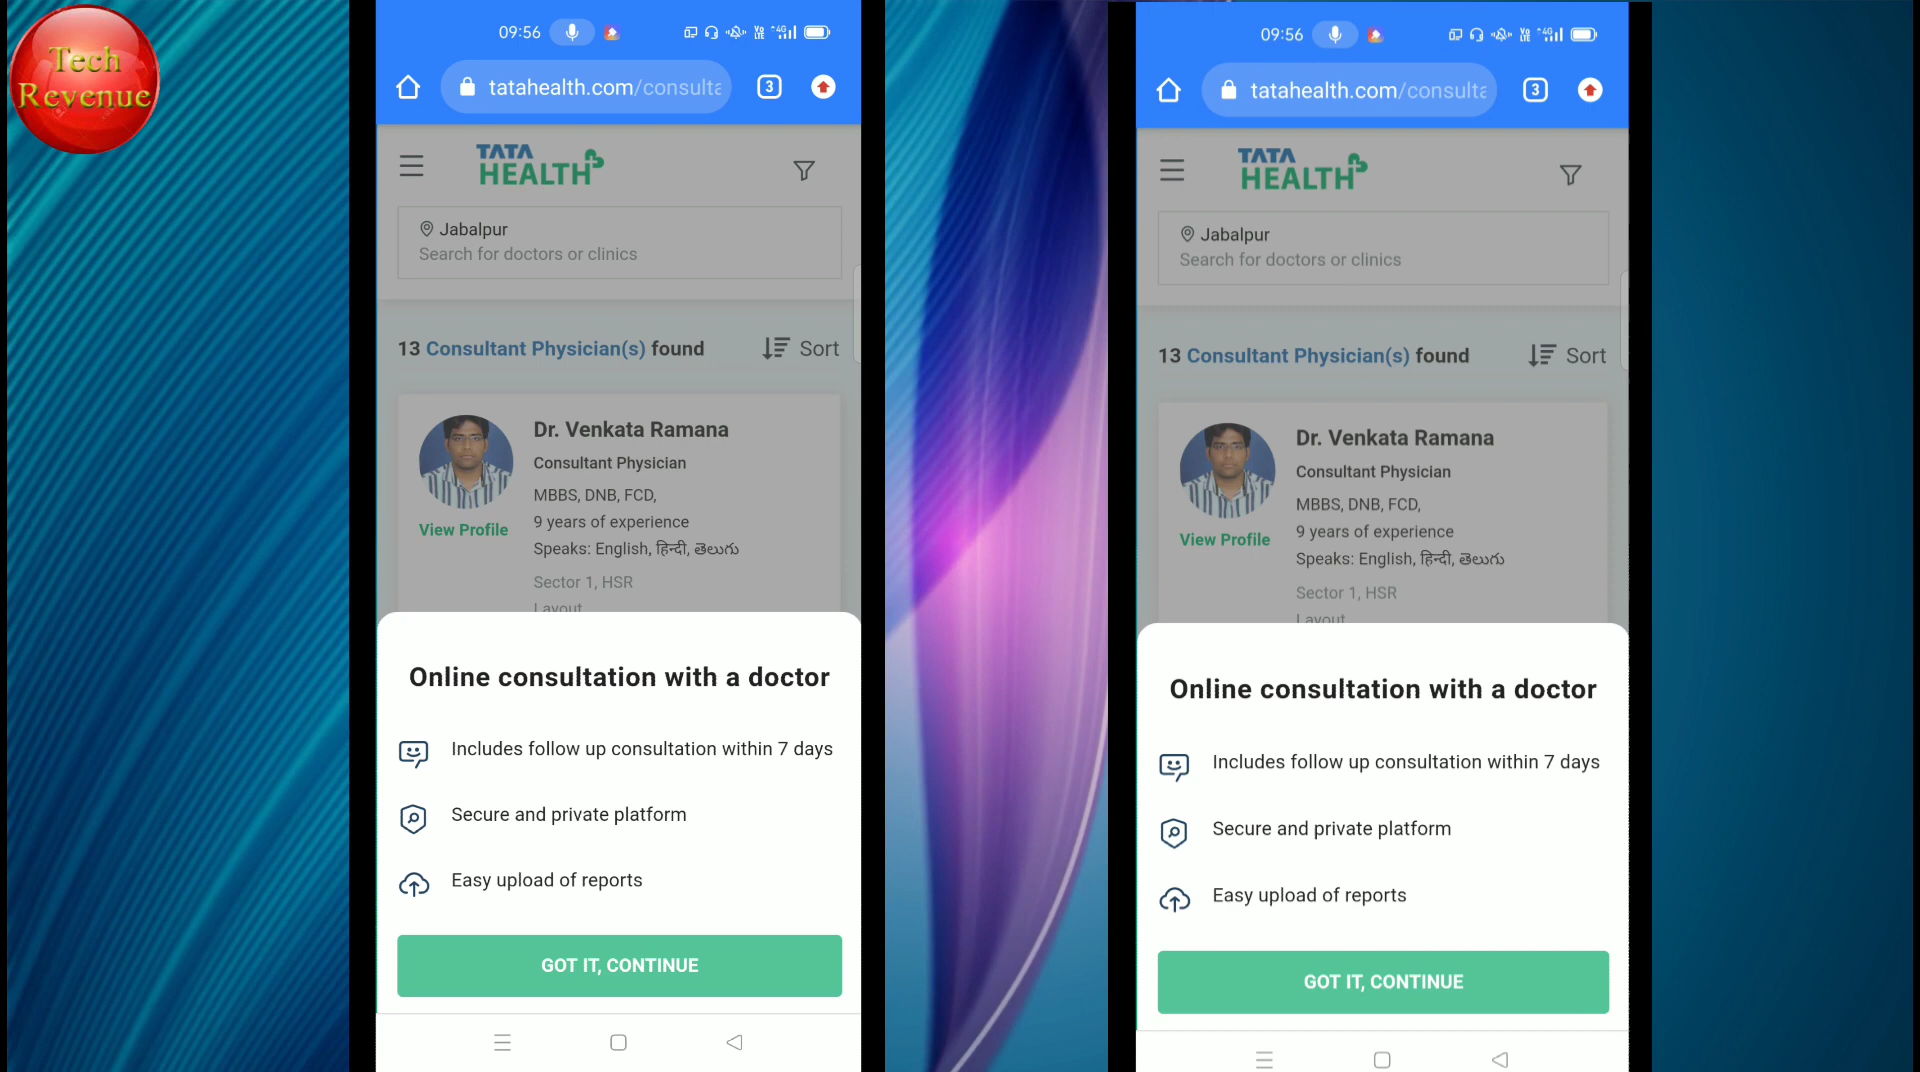 Tech
Revenue
09:56
tatahealth.com/consulta
3
TATA
HEALTH
Jabalpur
Search for doctors or clinics
13 Consultant Physician(s) found
Sort
Dr. Venkata Ramana
Consultant Physician
MBBS, DNB, FCD,
View Profile
9 years of experience
Speaks: English, हिन्दी, తెలుగు
Sector 1, HSR
Layout
Online consultation with a doctor
Includes follow up consultation within 7 days
Secure and private platform
Easy upload of reports
GOT IT, CONTINUE
09:56
tatahealth.com/consulta
3
TATA
HEALTH
Jabalpur
Search for doctors or clinics
13 Consultant Physician(s) found
Sort
Dr. Venkata Ramana
Consultant Physician
MBBS, DNB, FCD,
View Profile
9 years of experience
Speaks: English, हिन्दी, తెలుగు
Sector 1, HSR
Layout
Online consultation with a doctor
Includes follow up consultation within 7 days
Secure and private platform
Easy upload of reports
GOT IT, CONTINUE